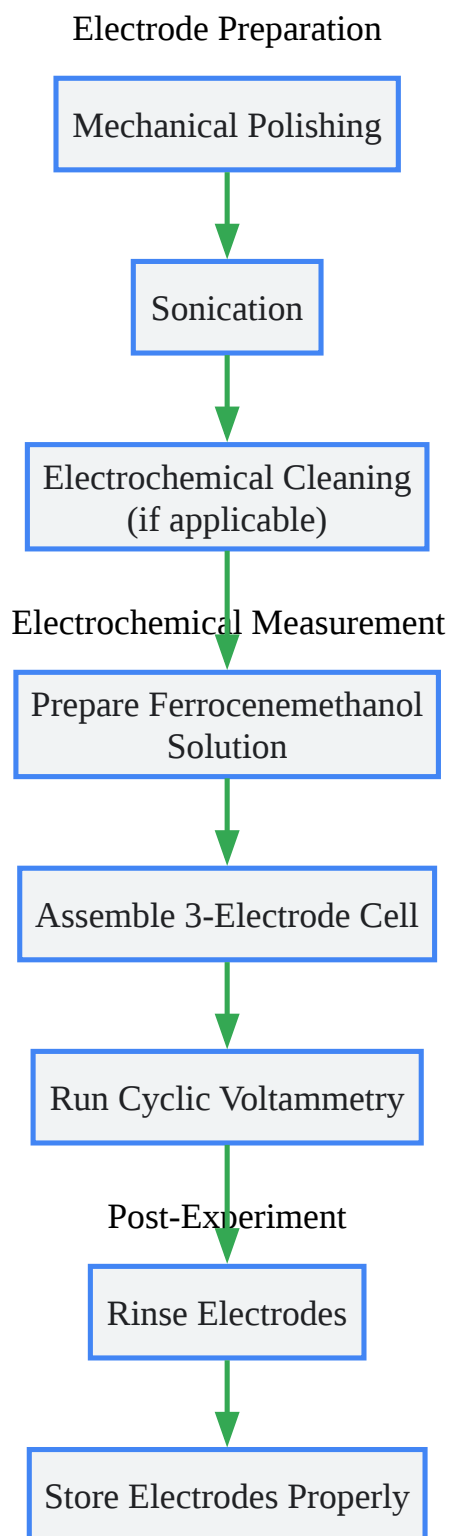 Electrode Preparation
Mechanical Polishing
Sonication
Electrochemical Cleaning
(if applicable)
Electrochemical Measurement
Prepare Ferrocenemethanol
Solution
Assemble 3-Electrode Cell
Run Cyclic Voltammetry
Post-Experiment
Rinse Electrodes
Store Electrodes Properly